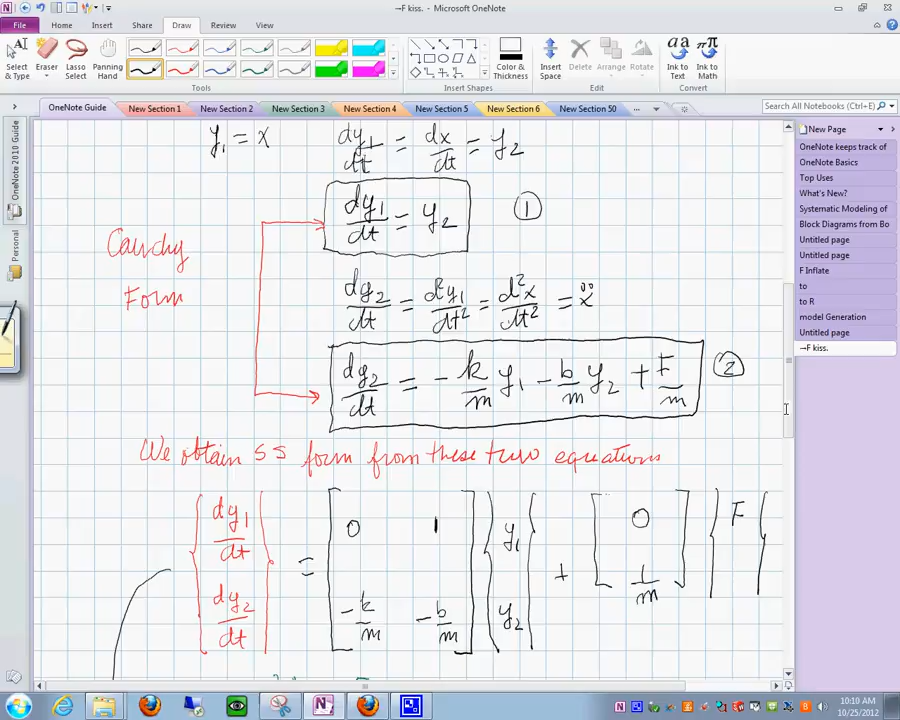 →F kiss. - Microsoft OneNote
File Home Insert Share Draw Review View
Select & Type Eraser Lasso Select Panning Hand Color & Thickness Insert Space Delete Arrange Rotate Ink to Text Ink to Math
Tools Insert Shapes Edit Convert
OneNote Guide New Section 1 New Section 2 New Section 3 New Section 4 New Section 5 New Section 6 New Section 50 ... Search All Notebooks (Ctrl+E)
OneNote 2010 Guide
Personal
New Page
OneNote keeps track of
OneNote Basics
Top Uses
What's New?
Systematic Modeling of
Block Diagrams from Bo
Untitled page
Untitled page
F Inflate
to
to R
model Generation
Untitled page
→F kiss.
y₁ = x dy₁/dt = dx/dt = y₂
dy₁/dt = y₂ ①
Cauchy
Form
dy₂/dt = d²y₁/dt² = d²x/dt² = ẍ
dy₂/dt = -k/m y₁ - b/m y₂ + F/m ②
We obtain SS form from these two equations
{dy₁/dt dy₂/dt} = [0 1 -k/m -b/m] {y₁ y₂} + [0 1/m] {F}
10:10 AM
10/25/2012